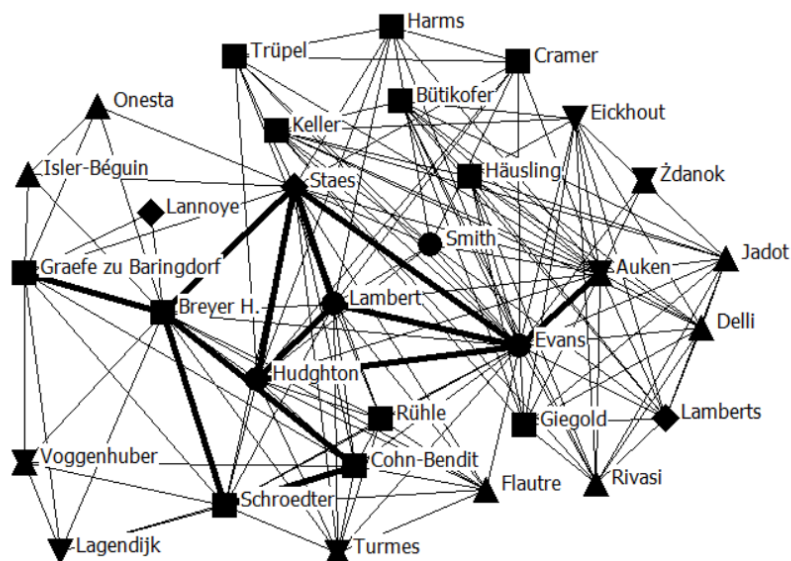 Harms
Trüpel
Cramer
Onesta
Bütikofer
Eickhout
Keller
Isler-Béguin
Häusling
Żdanok
Staes
Lannoye
Smith
Jadot
Graefe zu Baringdorf
Auken
Breyer H.
Lambert
Delli
Evans
Hudghton
Rühle
Giegold
Lamberts
Voggenhuber
Cohn-Bendit
Flautre
Rivasi
Schroedter
Lagendijk
Turmes